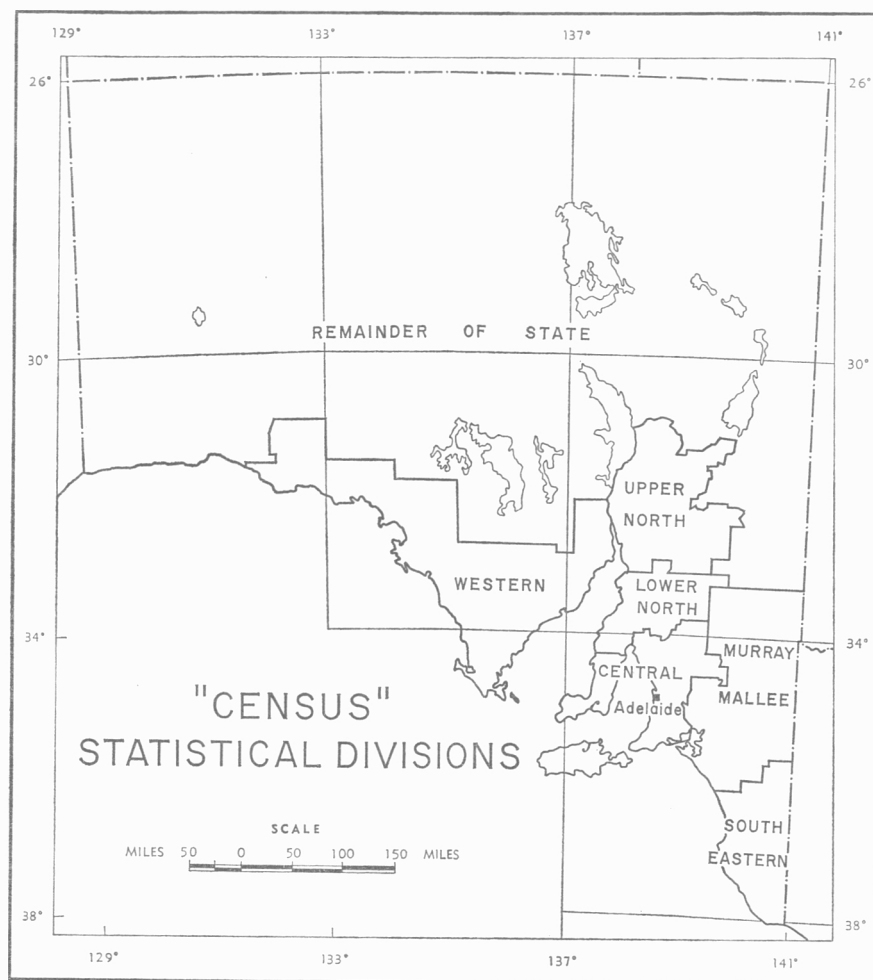 129° 133° 137° 141°
26° 26°
REMAINDER OF STATE
30° 30°
UPPER
NORTH
WESTERN
LOWER
NORTH
34° 34°
MURRAY
CENTRAL
MALLEE
Adelaide
"CENSUS"
STATISTICAL DIVISIONS
SOUTH
EASTERN
SCALE
MILES 50 0 50 100 150 MILES
38° 38°
129° 133° 137° 141°